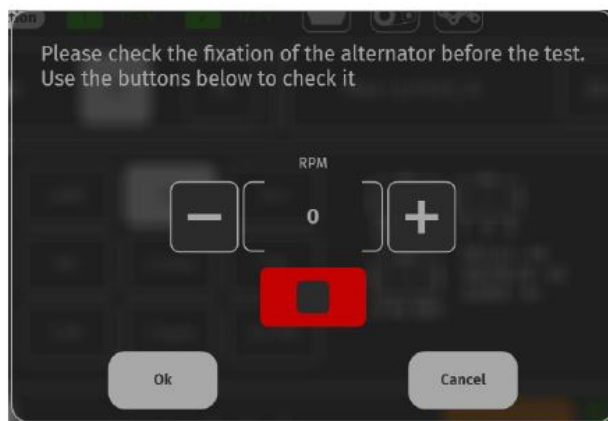 Please check the fixation of the alternator before the test.
Use the buttons below to check it
RPM
− 0 +
Ok Cancel